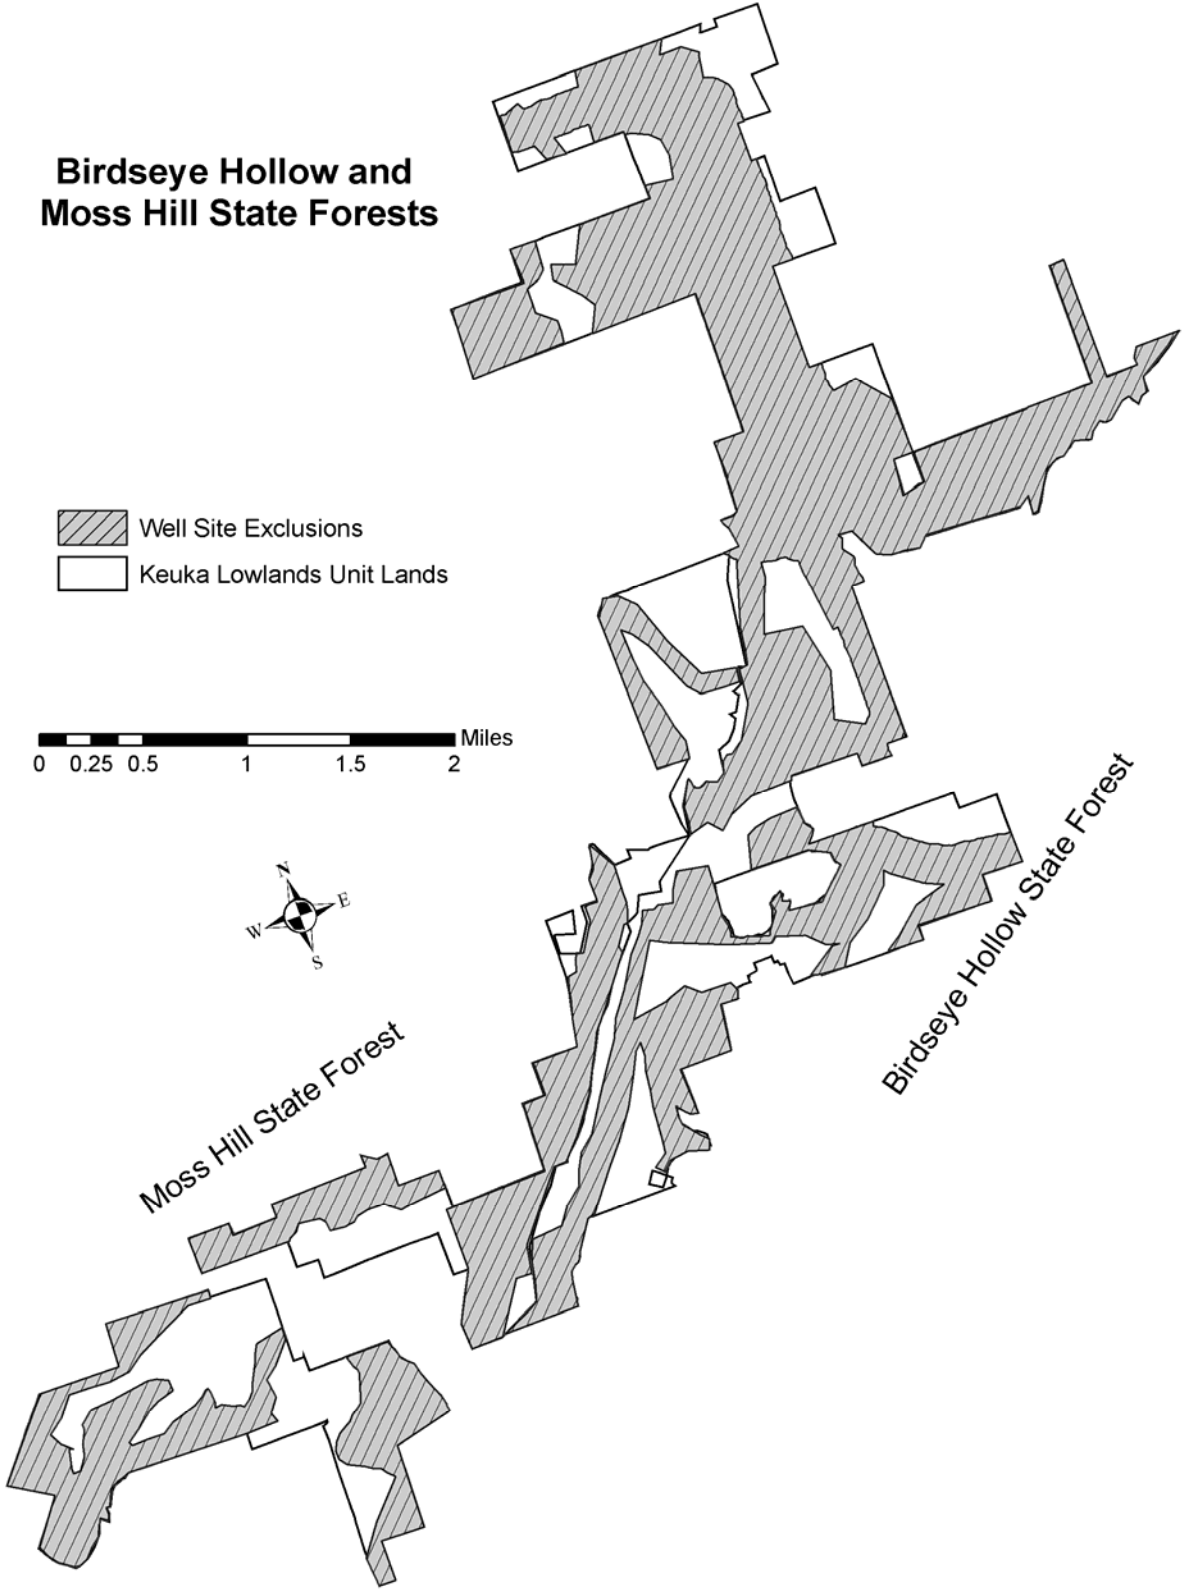 Birdseye Hollow and
Moss Hill State Forests
Well Site Exclusions
Keuka Lowlands Unit Lands
Miles
0 0.25 0.5 1 1.5 2
N
W E
S
Birdseye Hollow State Forest
Moss Hill State Forest